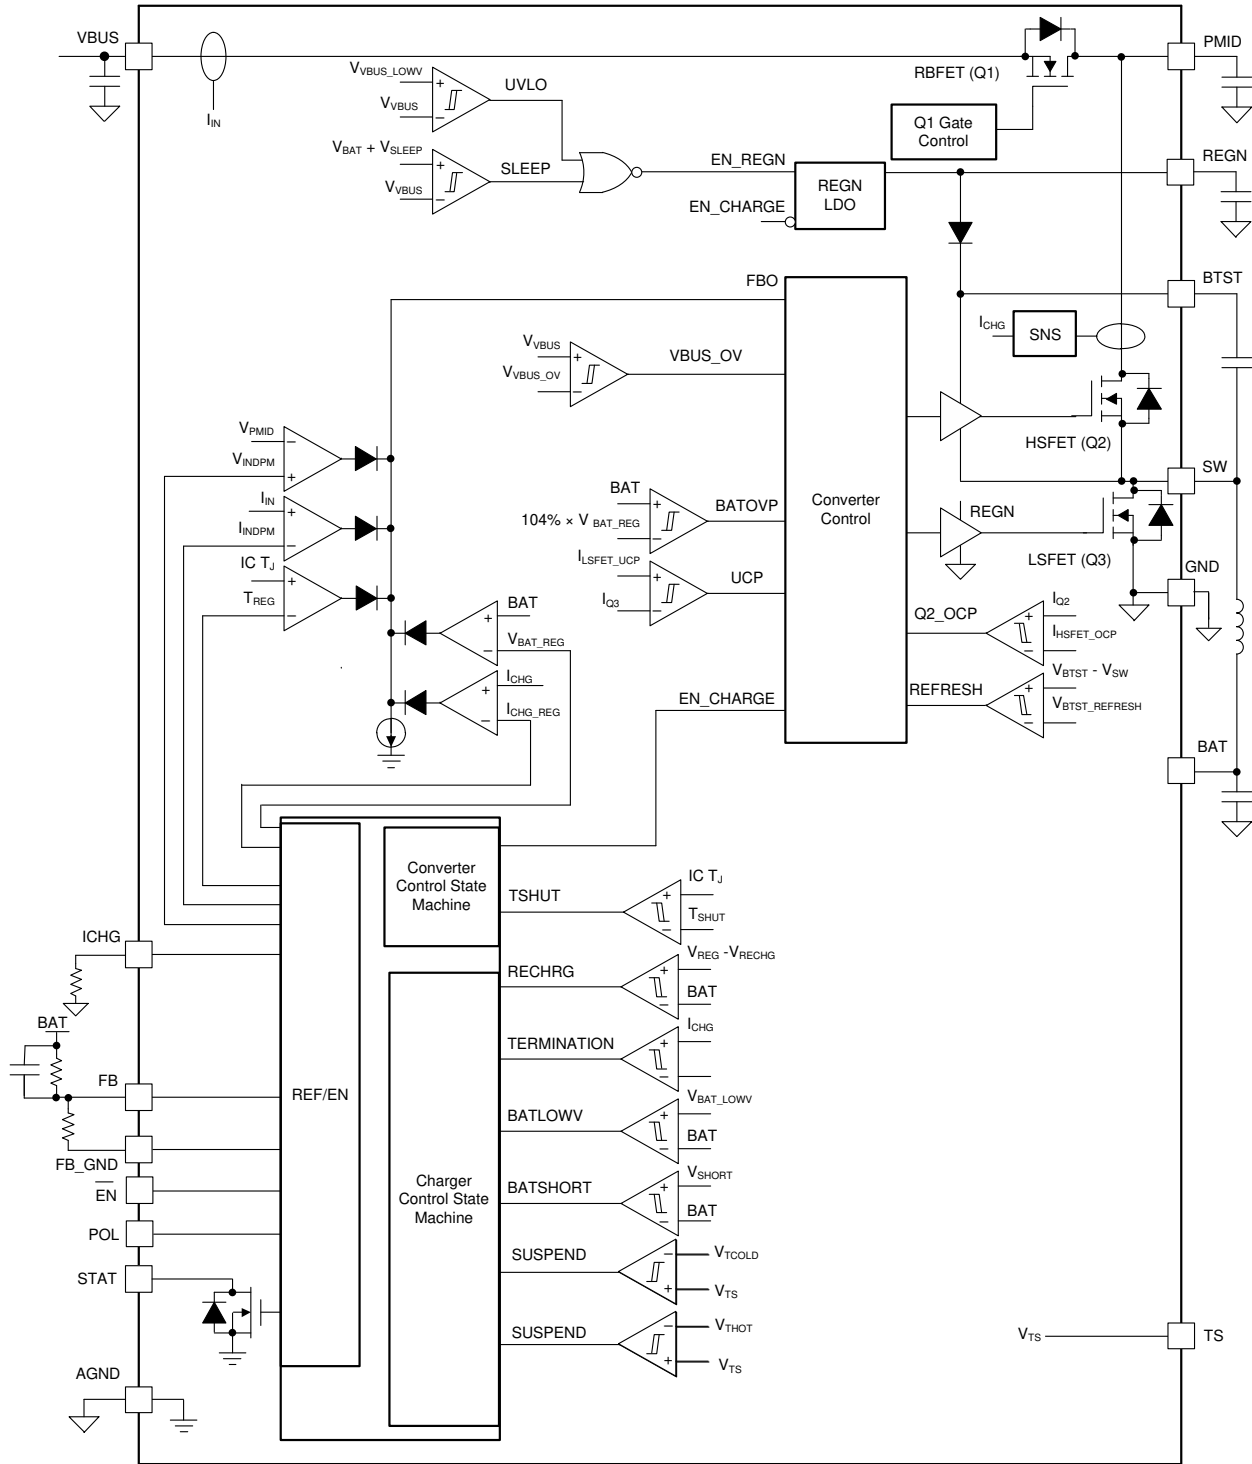 VBUS
I_IN
V_VBUS_LOWV
V_VBUS
UVLO
V_BAT + V_SLEEP
V_VBUS
SLEEP
EN_REGN
EN_CHARGE
REGN
LDO
RBFET (Q1)
Q1 Gate
Control
PMID
REGN
BTST
FBO
V_VBUS
V_VBUS_OV
VBUS_OV
I_CHG
SNS
HSFET (Q2)
SW
V_PMID
V_INDPM
I_IN
I_INDPM
IC T_J
T_REG
BAT
V_BAT_REG
I_CHG
I_CHG_REG
BAT
104% × V_BAT_REG
BATOVP
I_LSFET_UCP
I_Q3
UCP
Converter
Control
REGN
LSFET (Q3)
GND
Q2_OCP
I_Q2
I_HSFET_OCP
REFRESH
V_BTST - V_SW
V_BTST_REFRESH
EN_CHARGE
BAT
Converter
Control State
Machine
TSHUT
IC T_J
T_SHUT
RECHRG
V_REG -V_RECHG
BAT
TERMINATION
I_CHG
BATLOWV
V_BAT_LOWV
BAT
BATSHORT
V_SHORT
BAT
SUSPEND
V_TCOLD
V_TS
SUSPEND
V_THOT
V_TS
REF/EN
Charger
Control State
Machine
ICHG
BAT
FB
FB_GND
EN
POL
STAT
AGND
V_TS
TS